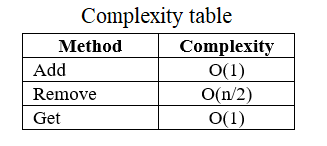 Complexity table
Method Complexity
Add O(1)
Remove O(n/2)
Get O(1)